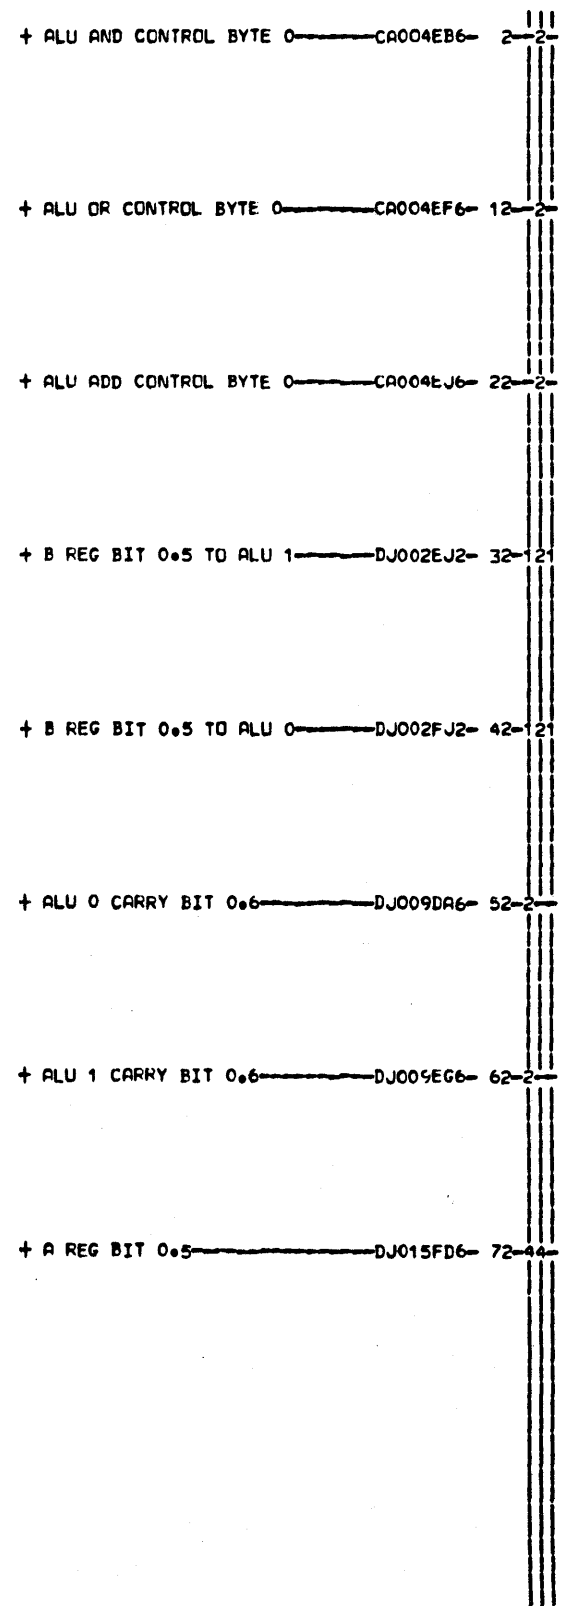 + ALU AND CONTROL BYTE 0 CA004EB6- 2--2-
+ ALU OR CONTROL BYTE 0 CA004EF6- 12--2-
+ ALU ADD CONTROL BYTE 0 CA004EJ6- 22--2-
+ B REG BIT 0.5 TO ALU 1 DJ002EJ2- 32-121
+ B REG BIT 0.5 TO ALU 0 DJ002FJ2- 42-121
+ ALU 0 CARRY BIT 0.6 DJ009DA6- 52-2--
+ ALU 1 CARRY BIT 0.6 DJ009EG6- 62-2--
+ A REG BIT 0.5 DJ015FD6- 72-44-